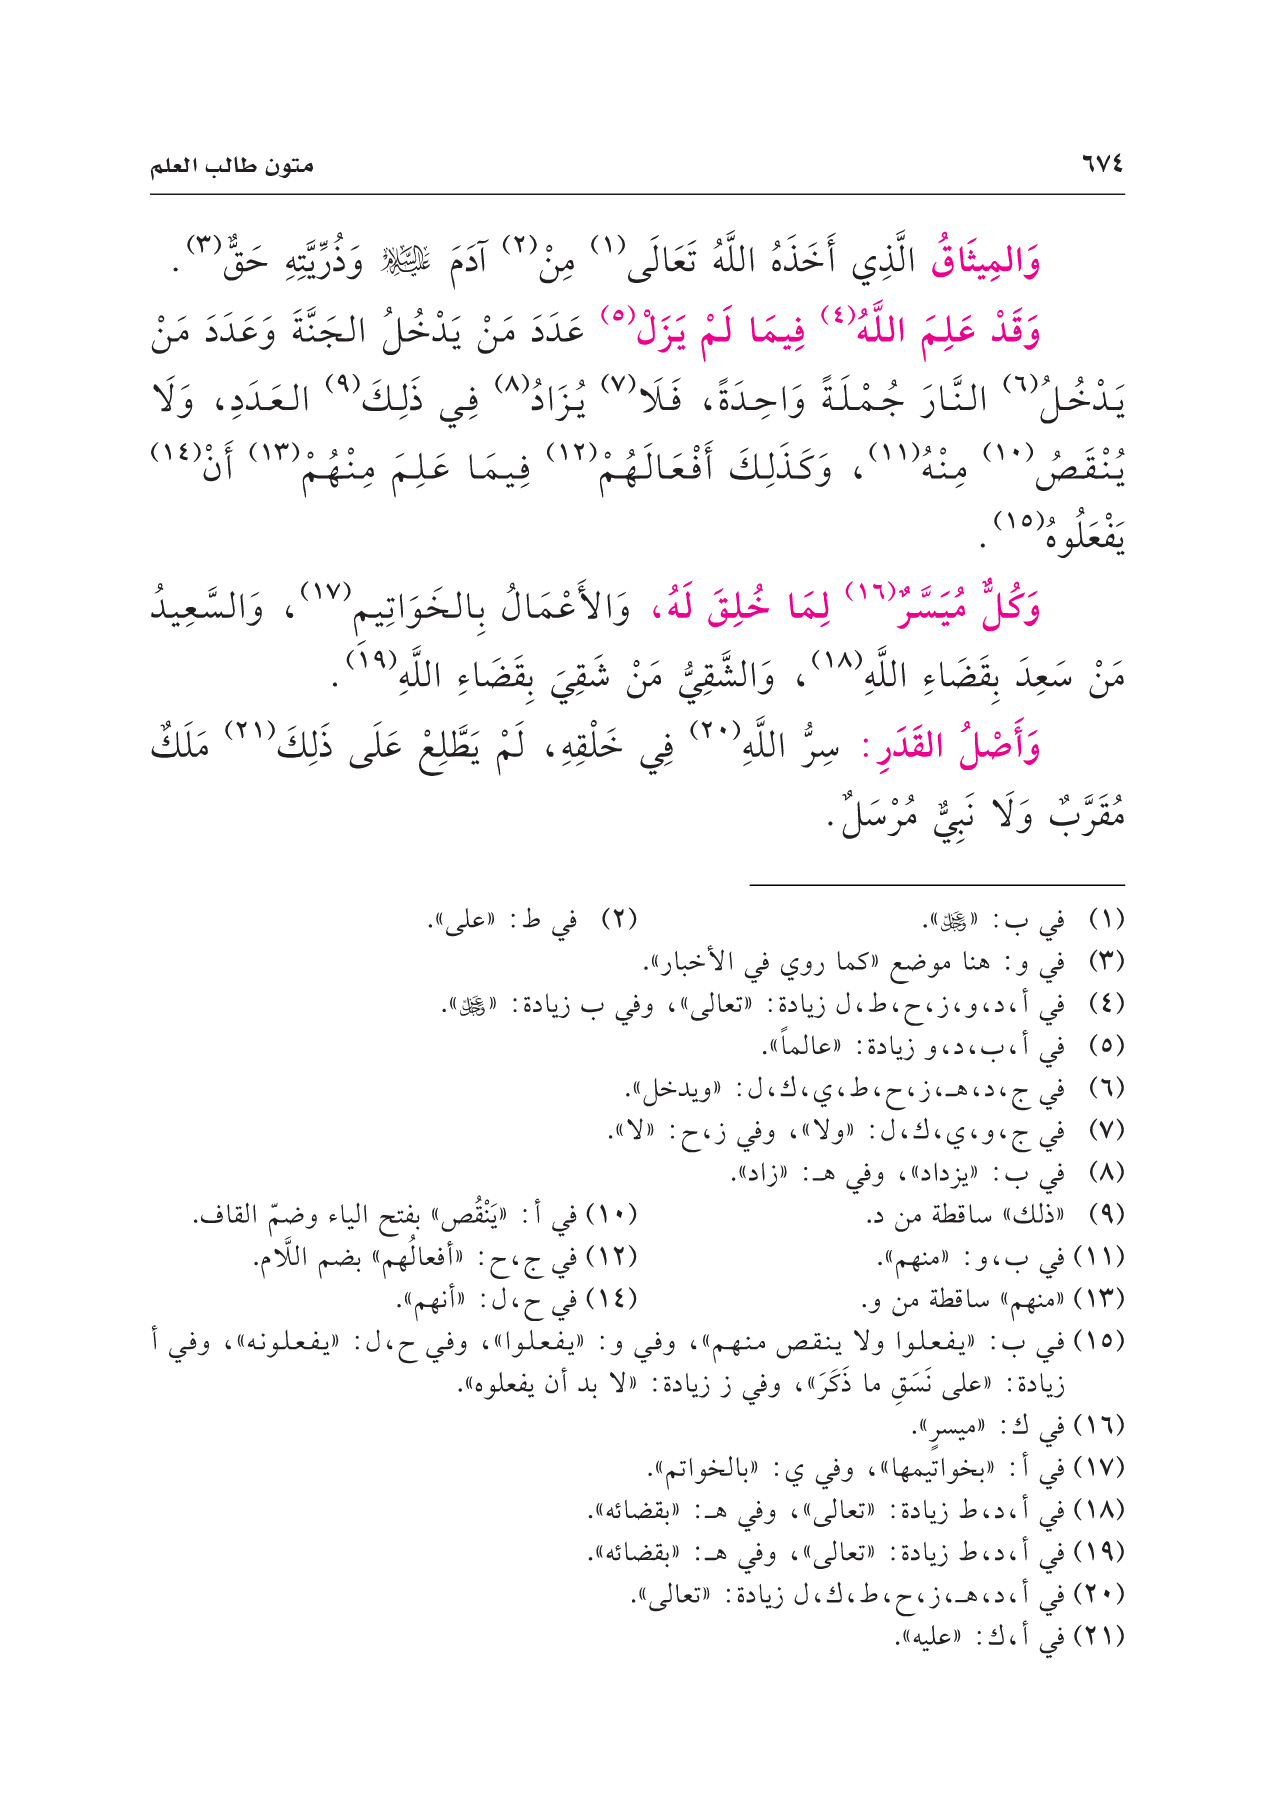 ٦٧٤ متون طالب العلم
وَالمِيثَاقُ الَّذِي أَخَذَهُ اللَّهُ تَعَالَى(١) مِنْ(٢) آدَمَ عليه السلام وَذُرِّيَّتِهِ حَقٌّ(٣).
وَقَدْ عَلِمَ اللَّهُ(٤) فِيمَا لَمْ يَزَلْ(٥) عَدَدَ مَنْ يَدْخُلُ الجَنَّةَ وَعَدَدَ مَنْ
يَدْخُلُ(٦) النَّارَ جُمْلَةً وَاحِدَةً، فَلَا(٧) يُزَادُ(٨) فِي ذَلِكَ(٩) العَدَدِ، وَلَا
يُنْقَصُ(١٠) مِنْهُ(١١)، وَكَذَلِكَ أَفْعَالَهُمْ(١٢) فِيمَا عَلِمَ مِنْهُمْ(١٣) أَنْ(١٤)
يَفْعَلُوهُ(١٥).
وَكُلٌّ مُيَسَّرٌ(١٦) لِمَا خُلِقَ لَهُ، وَالأَعْمَالُ بِالخَوَاتِيمِ(١٧)، وَالسَّعِيدُ
مَنْ سَعِدَ بِقَضَاءِ اللَّهِ(١٨)، وَالشَّقِيُّ مَنْ شَقِيَ بِقَضَاءِ اللَّهِ(١٩).
وَأَصْلُ القَدَرِ: سِرُّ اللَّهِ(٢٠) فِي خَلْقِهِ، لَمْ يَطَّلِعْ عَلَى ذَلِكَ(٢١) مَلَكٌ
مُقَرَّبٌ وَلَا نَبِيٌّ مُرْسَلٌ.
(١) في ب: «عز وجل». (٢) في ط: «على».
(٣) في و: هنا موضع «كما روي في الأخبار».
(٤) في أ،د،و،ز،ح،ط،ل زيادة: «تعالى»، وفي ب زيادة: «عز وجل».
(٥) في أ،ب،د،و زيادة: «عالماً».
(٦) في ج،د،هـ،ز،ح،ط،ي،ك،ل: «ويدخل».
(٧) في ج،و،ي،ك،ل: «ولا»، وفي ز،ح: «لا».
(٨) في ب: «يزداد»، وفي هـ: «زاد».
(٩) «ذلك» ساقطة من د. (١٠) في أ: «يَنْقُص» بفتح الياء وضمّ القاف.
(١١) في ب،و: «منهم». (١٢) في ج،ح: «أفعالُهم» بضم اللَّام.
(١٣) «منهم» ساقطة من و. (١٤) في ح،ل: «أنهم».
(١٥) في ب: «يفعلوا ولا ينقص منهم»، وفي و: «يفعلوا»، وفي ح،ل: «يفعلونه»، وفي أ
زيادة: «على نَسَقِ ما ذَكَرَ»، وفي ز زيادة: «لا بد أن يفعلوه».
(١٦) في ك: «ميسرٍ».
(١٧) في أ: «بخواتيمها»، وفي ي: «بالخواتم».
(١٨) في أ،د،ط زيادة: «تعالى»، وفي هـ: «بقضائه».
(١٩) في أ،د،ط زيادة: «تعالى»، وفي هـ: «بقضائه».
(٢٠) في أ،د،هـ،ز،ح،ط،ك،ل زيادة: «تعالى».
(٢١) في أ،ك: «عليه».